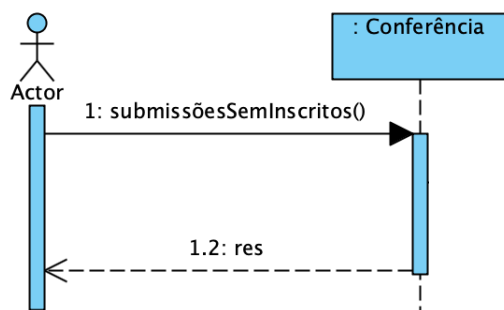 : Conferência
Actor
1: submissõesSemInscritos()
1.2: res